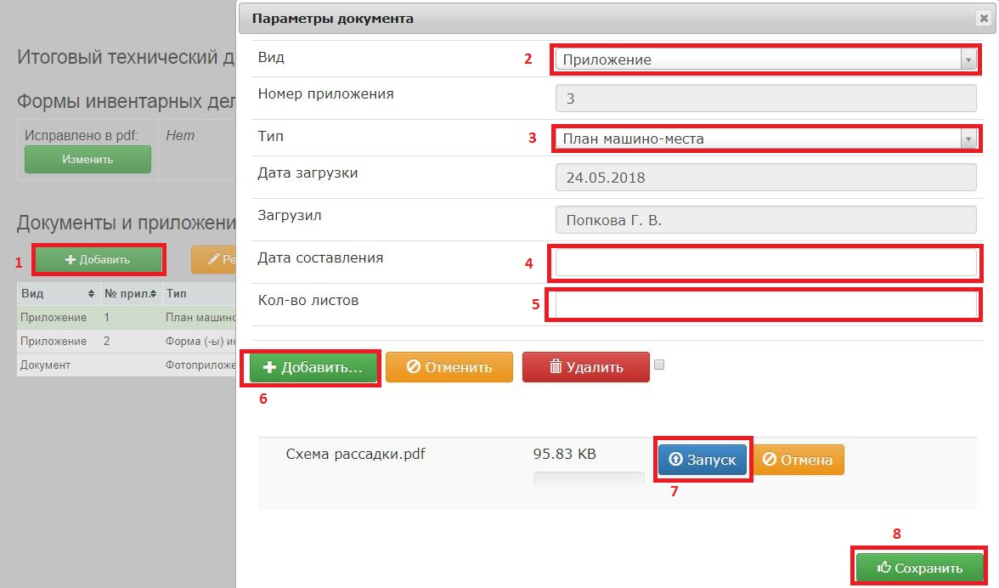 Параметры документа
Итоговый технический д
Формы инвентарных дел
Исправлено в pdf: Нет
Изменить
Документы и приложени
1 Добавить Ре
Вид № прил. Тип
Приложение 1 План машино
Приложение 2 Форма (-ы) ин
Документ Фотоприложе
Вид 2 Приложение
Номер приложения 3
Тип 3 План машино-места
Дата загрузки 24.05.2018
Загрузил Попкова Г. В.
Дата составления 4
Кол-во листов 5
Добавить... Отменить Удалить
6
Схема рассадки.pdf 95.83 KB Запуск Отмена
7
8
Сохранить